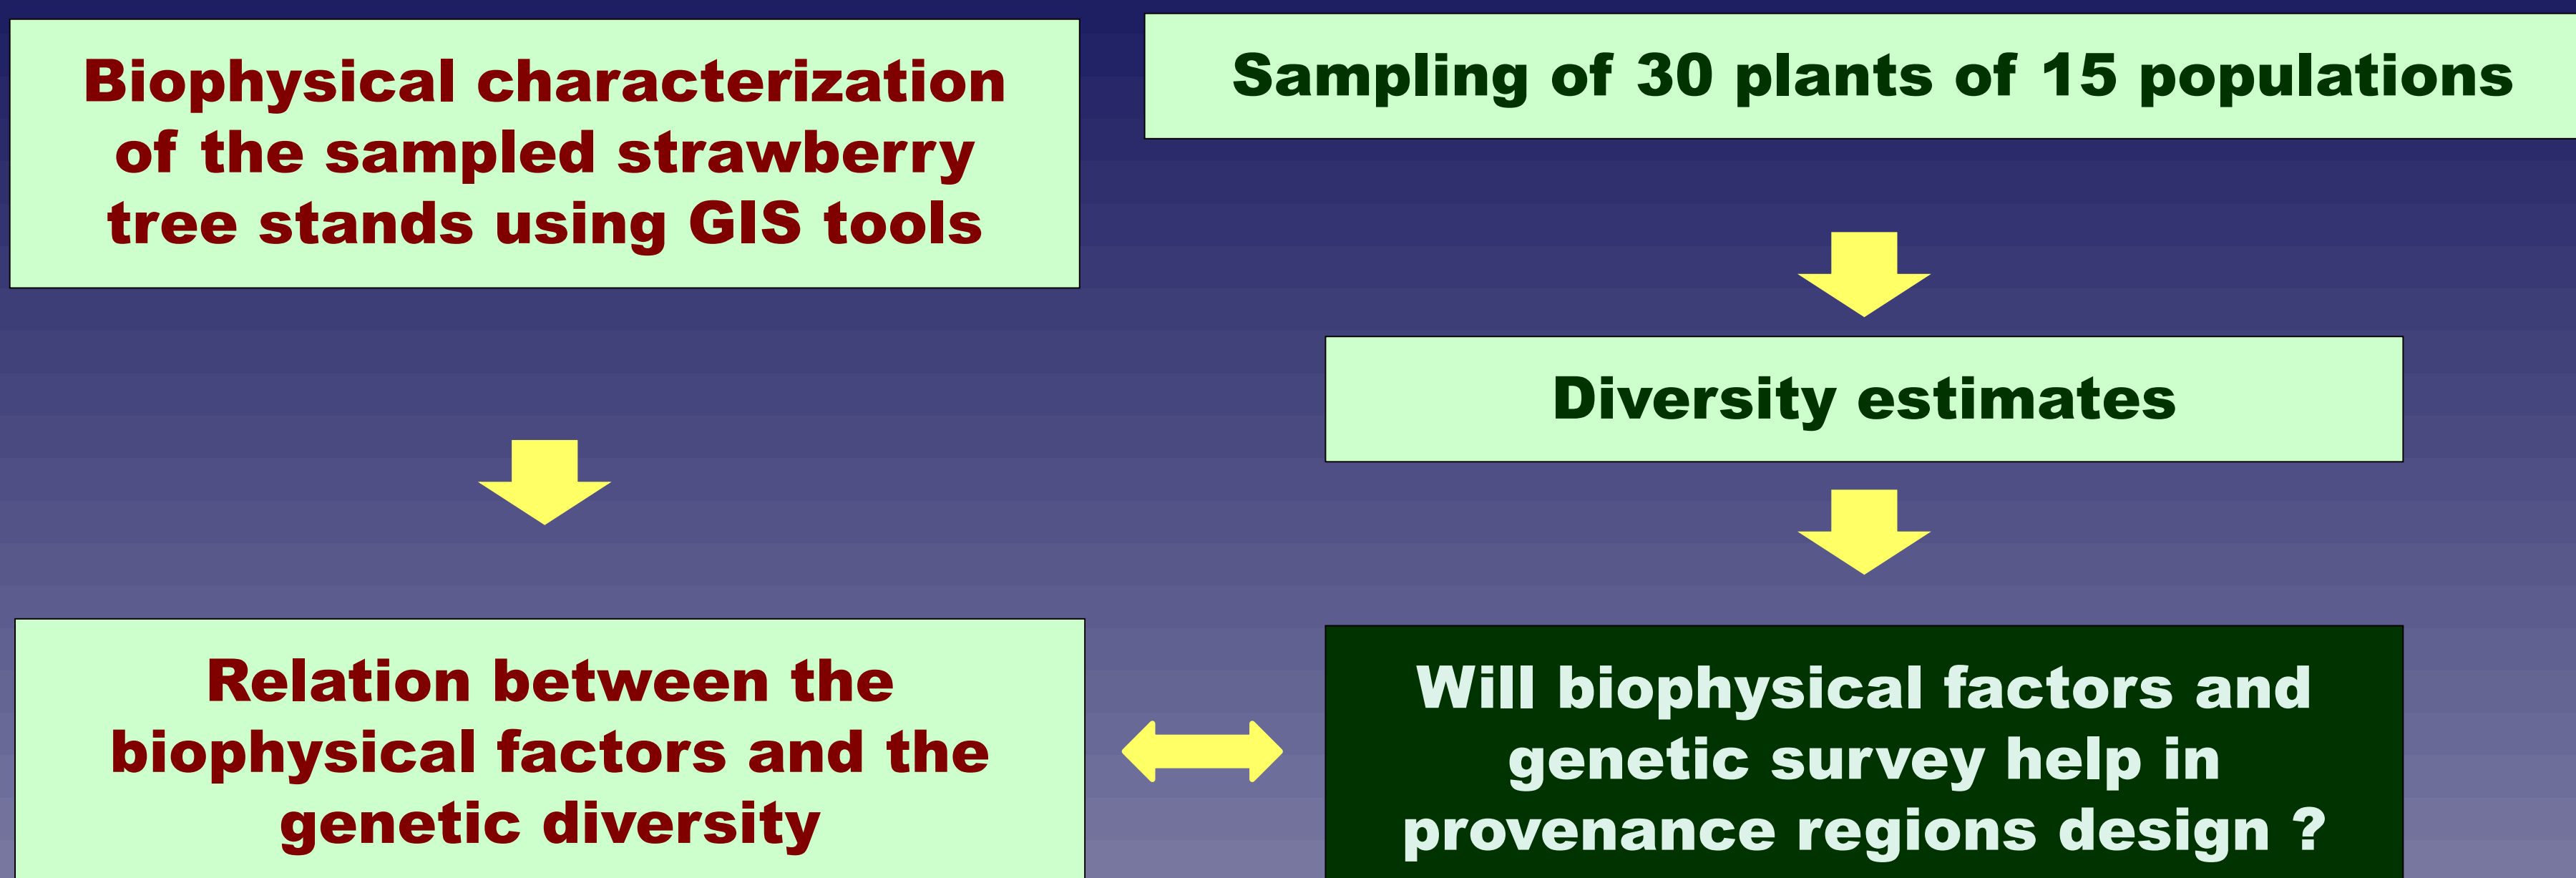 Biophysical characterization
of the sampled strawberry
tree stands using GIS tools
Sampling of 30 plants of 15 populations
Diversity estimates
Relation between the
biophysical factors and the
genetic diversity
Will biophysical factors and
genetic survey help in
provenance regions design ?